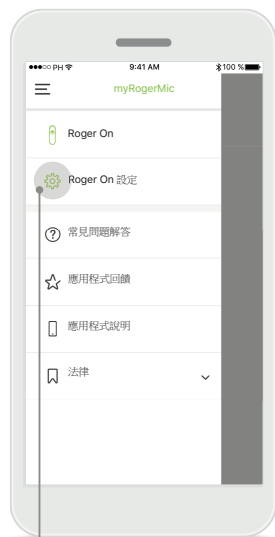 ●●●○○ PH 9:41 AM 100 %
myRogerMic
Roger On
Roger On 設定
常見問題解答
應用程式回饋
應用程式說明
法律